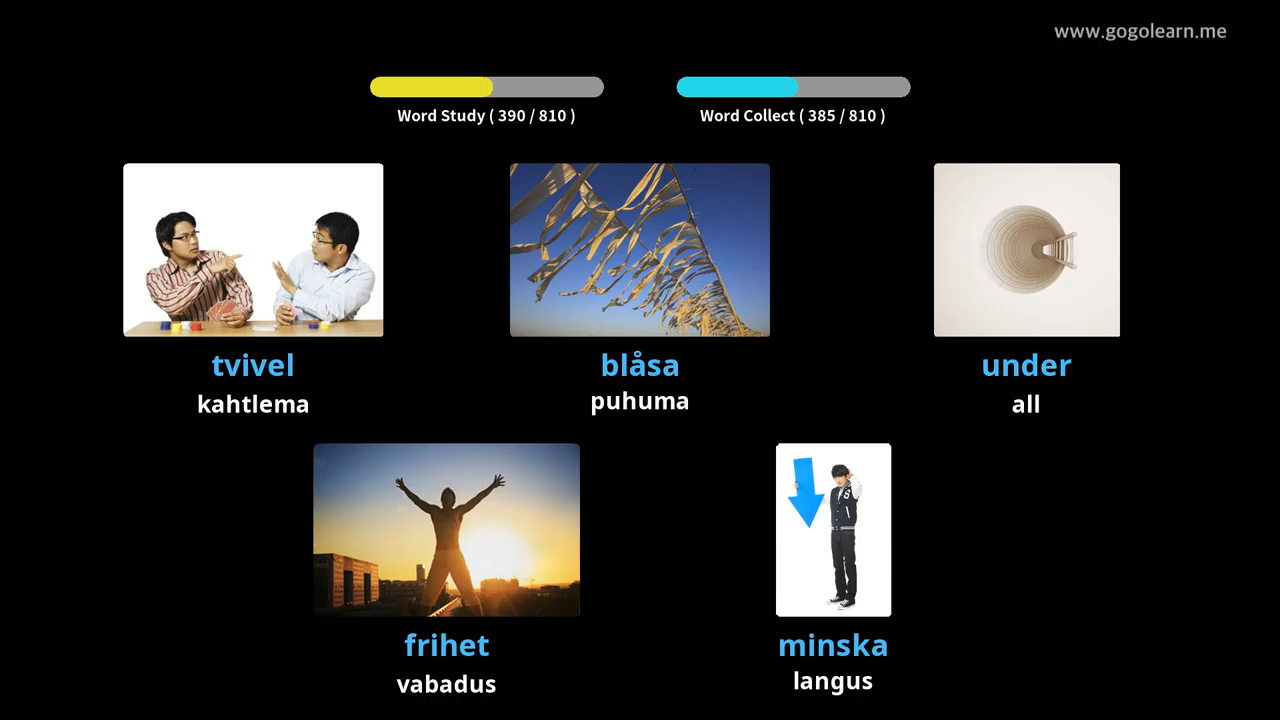 www.gogolearn.me
Word Study ( 390 / 810 )
Word Collect ( 385 / 810 )
tvivel
kahtlema
blåsa
puhuma
under
all
frihet
vabadus
minska
langus